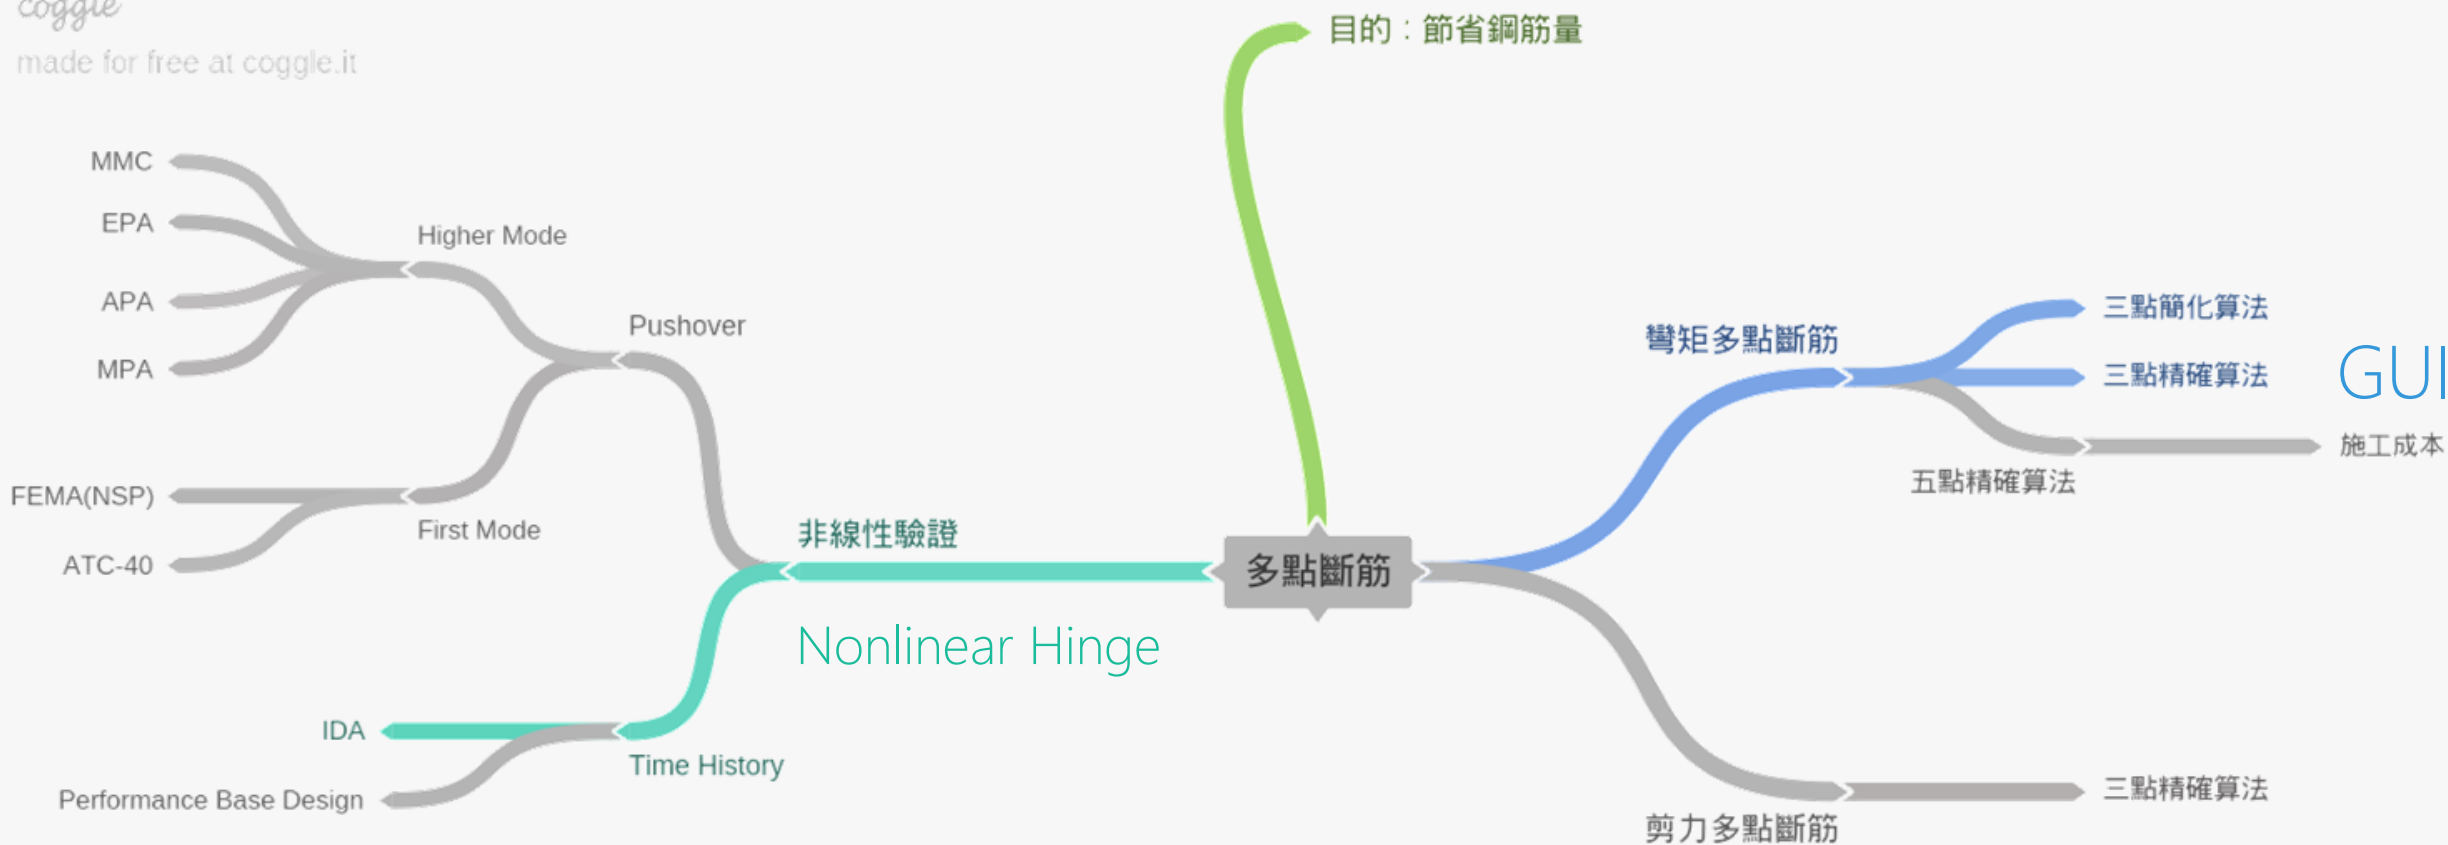 coggle
made for free at coggle.it
目的：節省鋼筋量
MMC
EPA
APA
MPA
Higher Mode
Pushover
FEMA(NSP)
ATC-40
First Mode
非線性驗證
Nonlinear Hinge
IDA
Performance Base Design
Time History
多點斷筋
彎矩多點斷筋
三點簡化算法
三點精確算法
GUI
五點精確算法
施工成本
剪力多點斷筋
三點精確算法